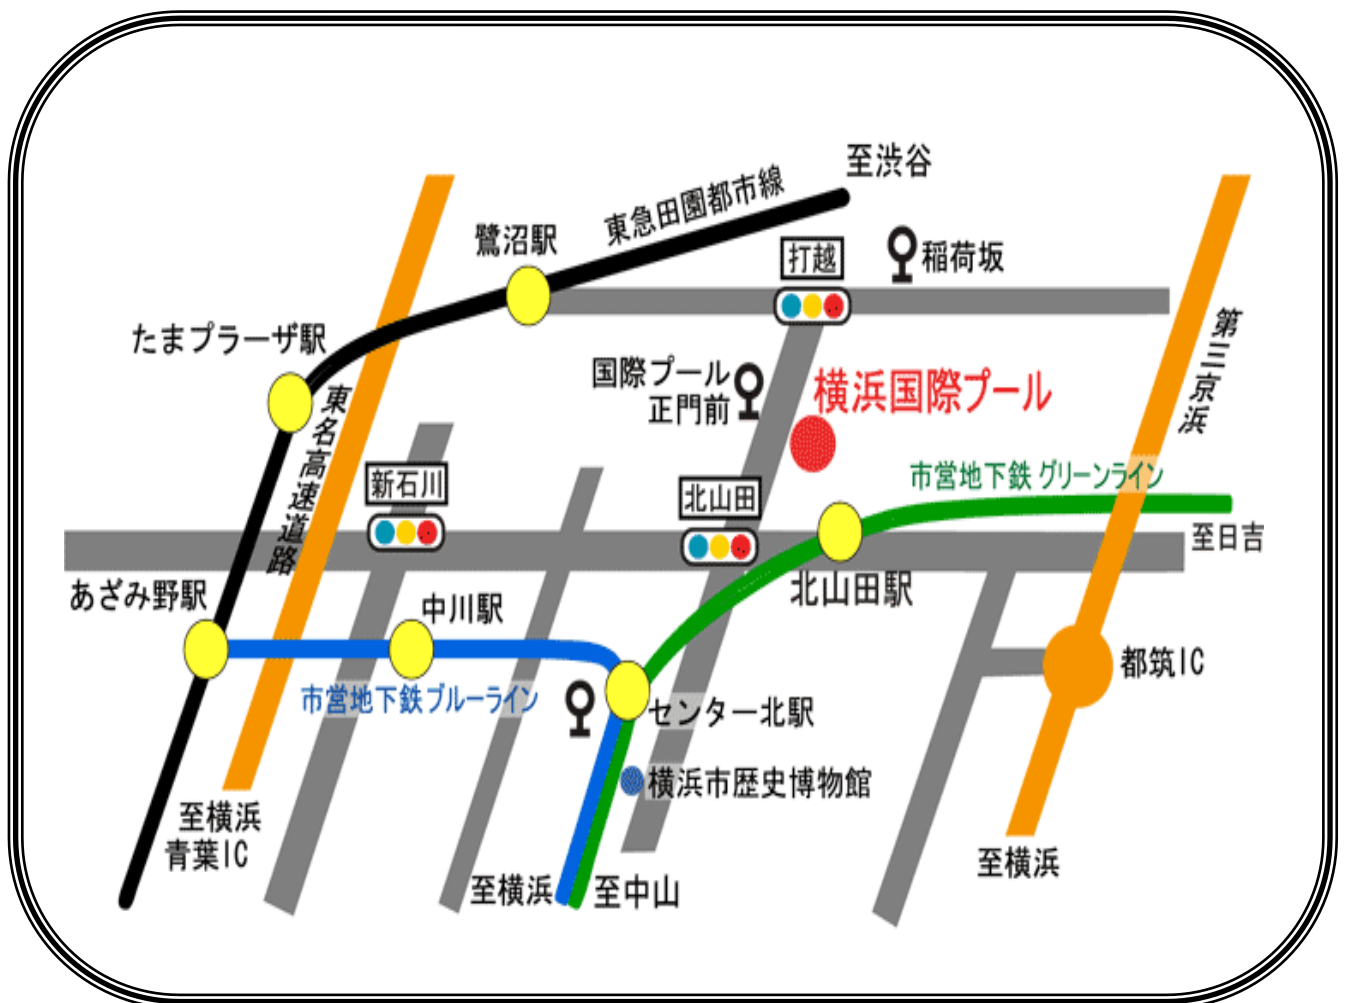 至渋谷
東急田園都市線
鷺沼駅
打越
稲荷坂
たまプラーザ駅
第三京浜
国際プール
正門前
横浜国際プール
東名高速道路
新石川
北山田
市営地下鉄 グリーンライン
至日吉
あざみ野駅
中川駅
北山田駅
都筑IC
市営地下鉄ブルーライン
センター北駅
横浜市歴史博物館
至横浜
青葉IC
至横浜
至中山
至横浜